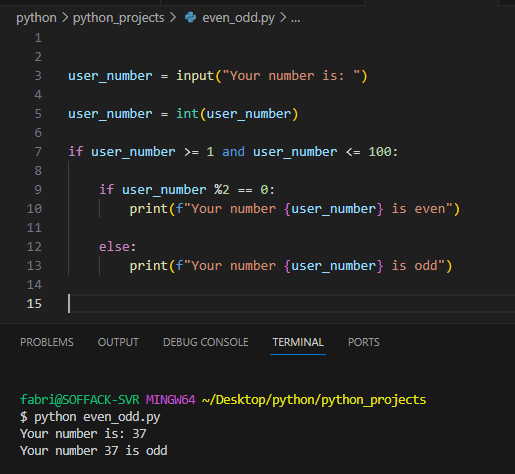 python > python_projects > even_odd.py > ...
1
2
3 user_number = input("Your number is: ")
4
5 user_number = int(user_number)
6
7 if user_number >= 1 and user_number <= 100:
8
9     if user_number %2 == 0:
10         print(f"Your number {user_number} is even")
11
12     else:
13         print(f"Your number {user_number} is odd")
14
15
PROBLEMS OUTPUT DEBUG CONSOLE TERMINAL PORTS
fabri@SOFFACK-SVR MINGW64 ~/Desktop/python/python_projects
$ python even_odd.py
Your number is: 37
Your number 37 is odd